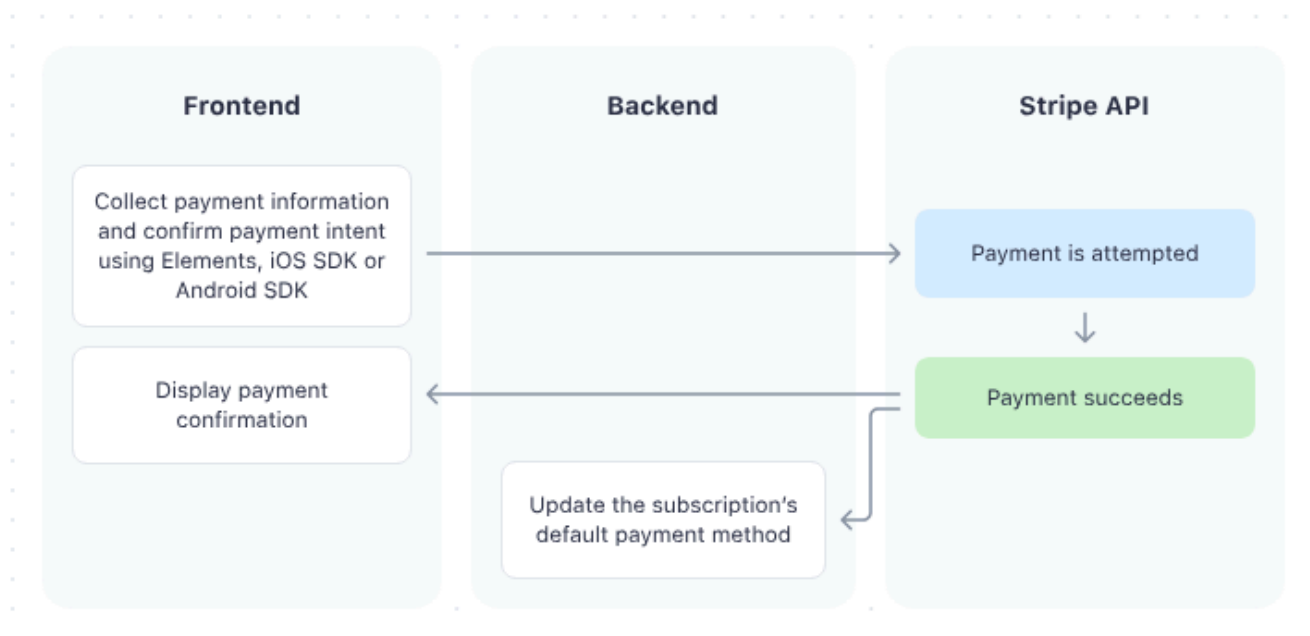 Frontend
Backend
Stripe API
Collect payment information
and confirm payment intent
using Elements, iOS SDK or
Android SDK
Payment is attempted
Display payment
confirmation
Payment succeeds
Update the subscription‘s
default payment method